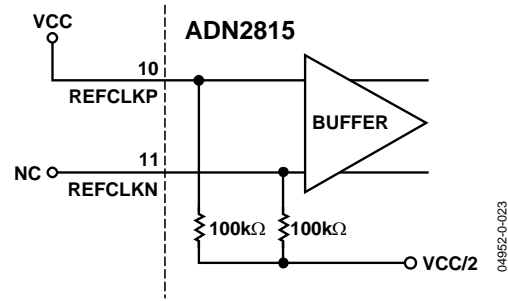 VCC
ADN2815
10
REFCLKP
BUFFER
11
NC
REFCLKN
100kΩ
100kΩ
VCC/2
04952-0-023